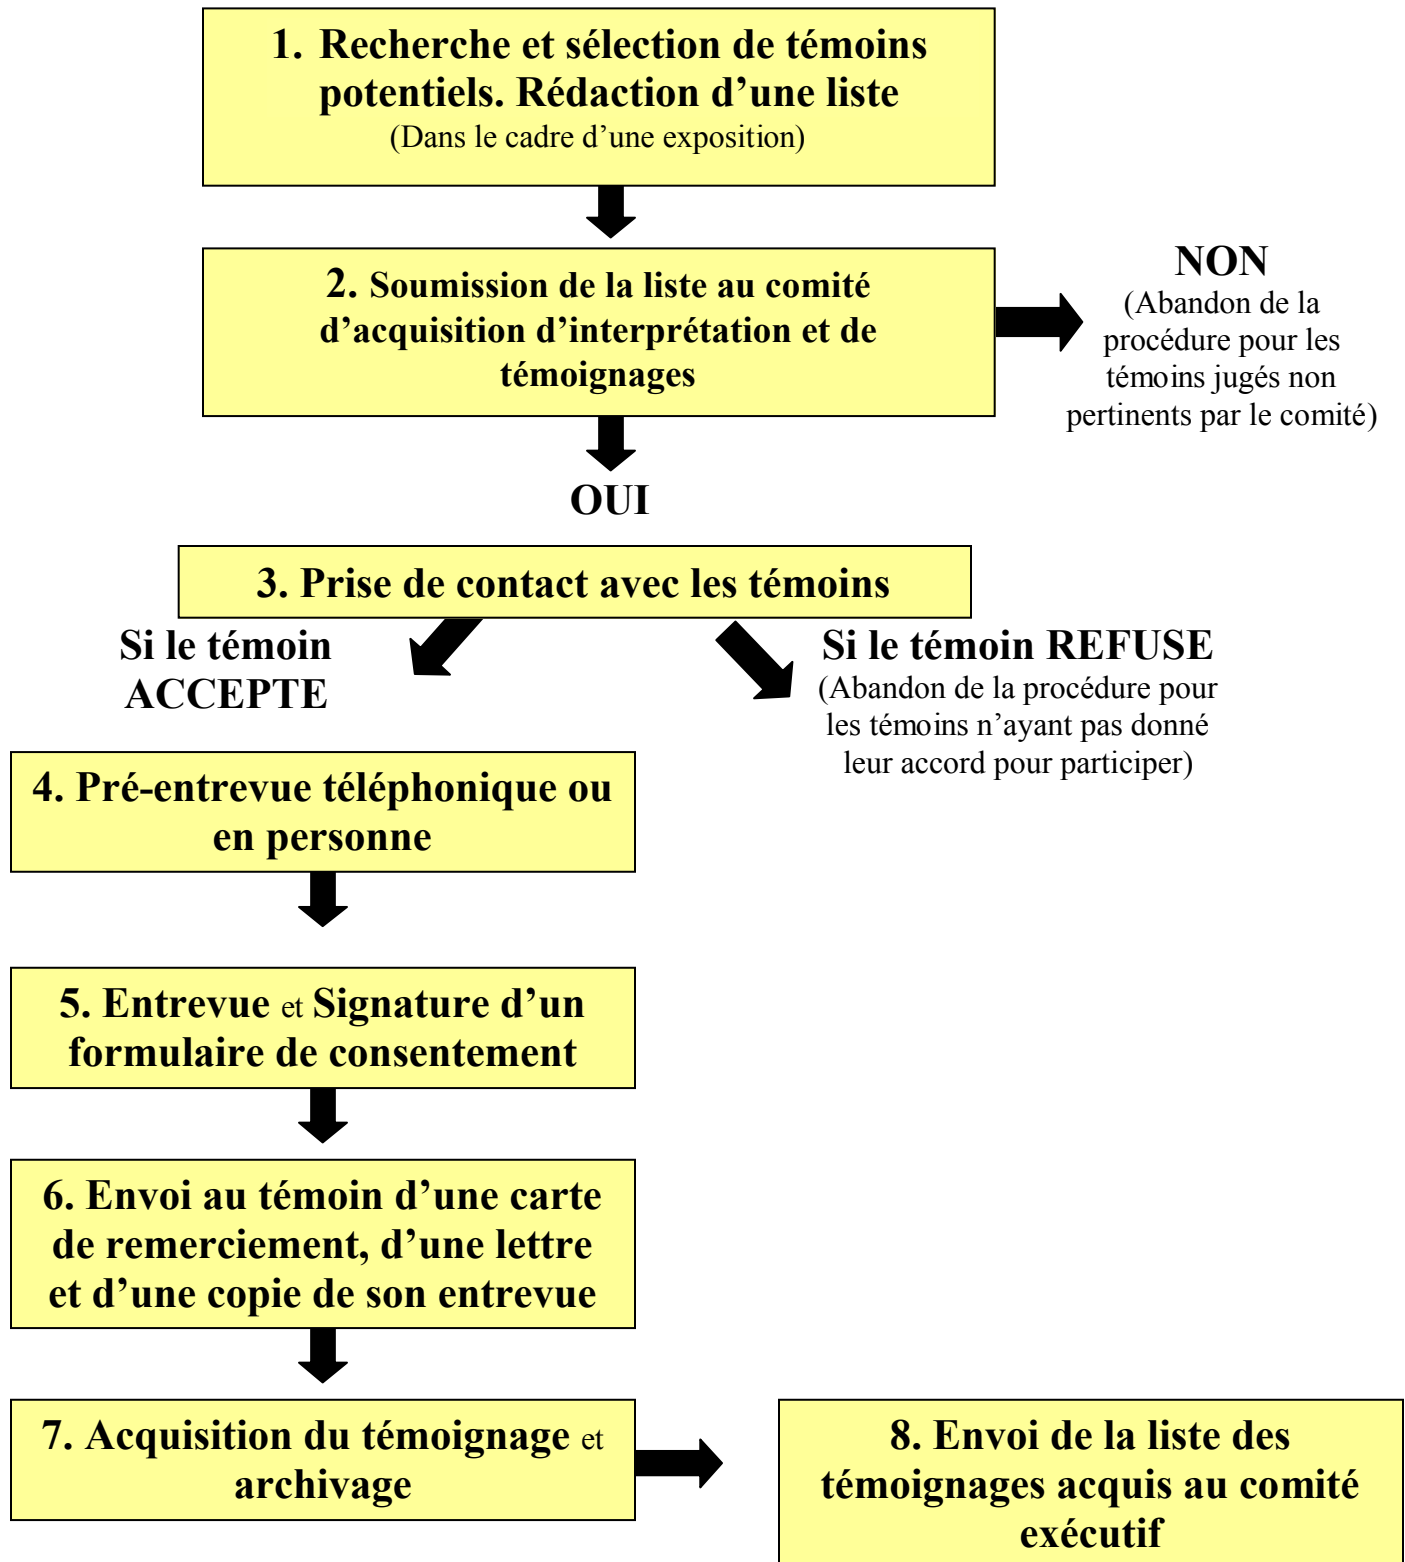 1. Recherche et sélection de témoins
potentiels. Rédaction d’une liste
(Dans le cadre d’une exposition)
2. Soumission de la liste au comité
d’acquisition d’interprétation et de
témoignages
NON
(Abandon de la
procédure pour les
témoins jugés non
pertinents par le comité)
OUI
3. Prise de contact avec les témoins
Si le témoin
ACCEPTE
Si le témoin REFUSE
(Abandon de la procédure pour
les témoins n’ayant pas donné
leur accord pour participer)
4. Pré-entrevue téléphonique ou
en personne
5. Entrevue et Signature d’un
formulaire de consentement
6. Envoi au témoin d’une carte
de remerciement, d’une lettre
et d’une copie de son entrevue
7. Acquisition du témoignage et
archivage
8. Envoi de la liste des
témoignages acquis au comité
exécutif